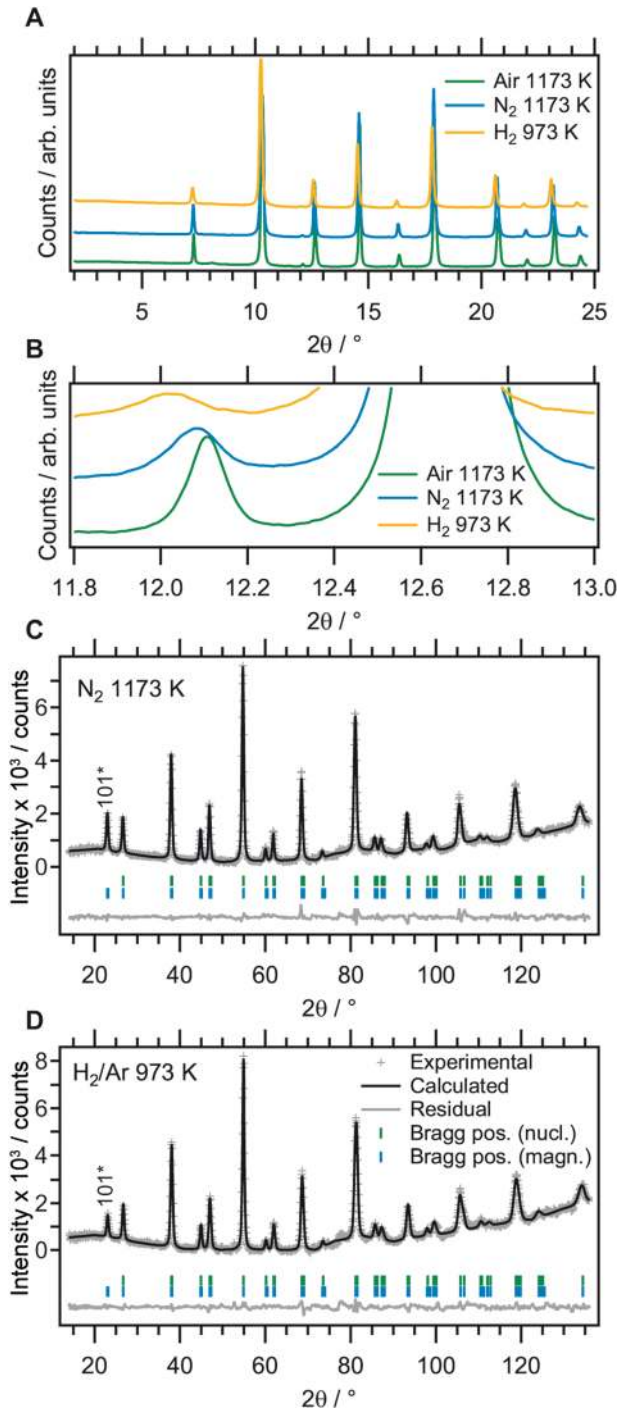 A
Counts / arb. units
Air 1173 K
N₂ 1173 K
H₂ 973 K
5 10 15 20 25
2θ / °
B
Counts / arb. units
Air 1173 K
N₂ 1173 K
H₂ 973 K
11.8 12.0 12.2 12.4 12.6 12.8 13.0
2θ / °
C
Intensity x 10³ / counts
N₂ 1173 K
101*
6
4
2
0
20 40 60 80 100 120
2θ / °
D
Intensity x 10³ / counts
H₂/Ar 973 K
101*
8
6
4
2
0
Experimental
Calculated
Residual
Bragg pos. (nucl.)
Bragg pos. (magn.)
20 40 60 80 100 120
2θ / °